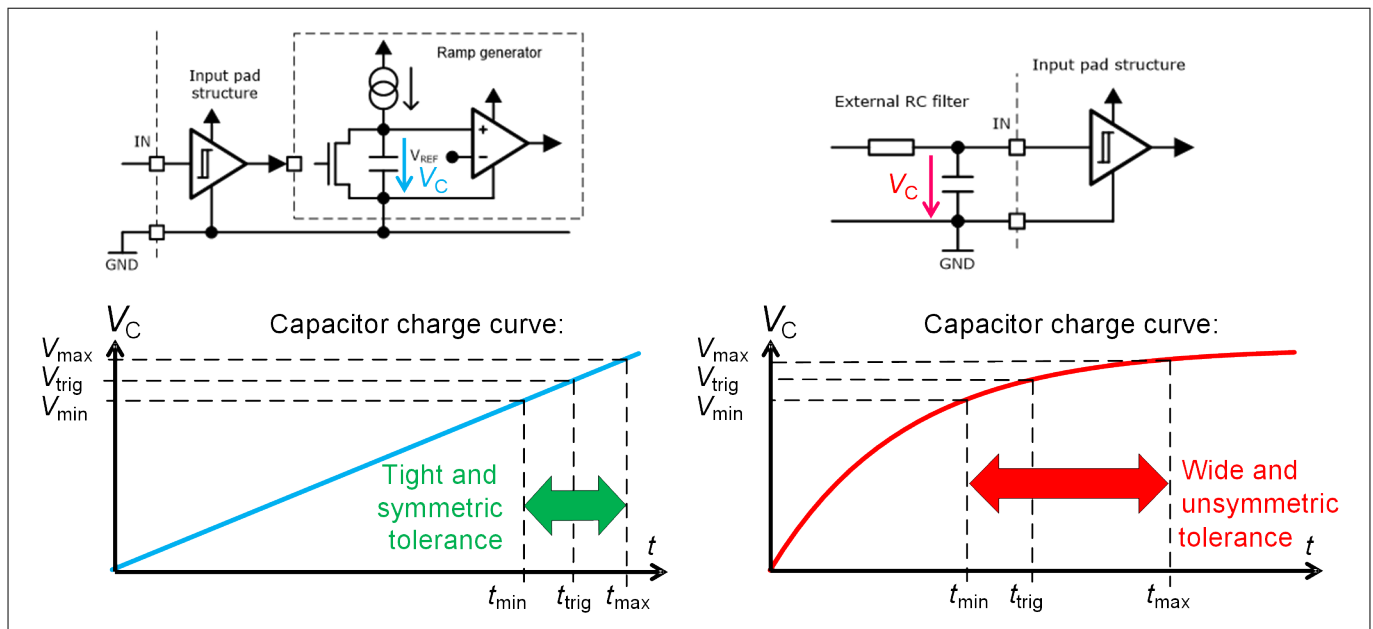 Ramp generator
Input pad
structure
IN
+
−
VREF
VC
GND
Input pad structure
External RC filter
IN
VC
GND
VC
Capacitor charge curve:
Vmax
Vtrig
Vmin
Tight and
symmetric
tolerance
t
tmin
ttrig
tmax
VC
Capacitor charge curve:
Vmax
Vtrig
Vmin
Wide and
unsymmetric
tolerance
t
tmin
ttrig
tmax